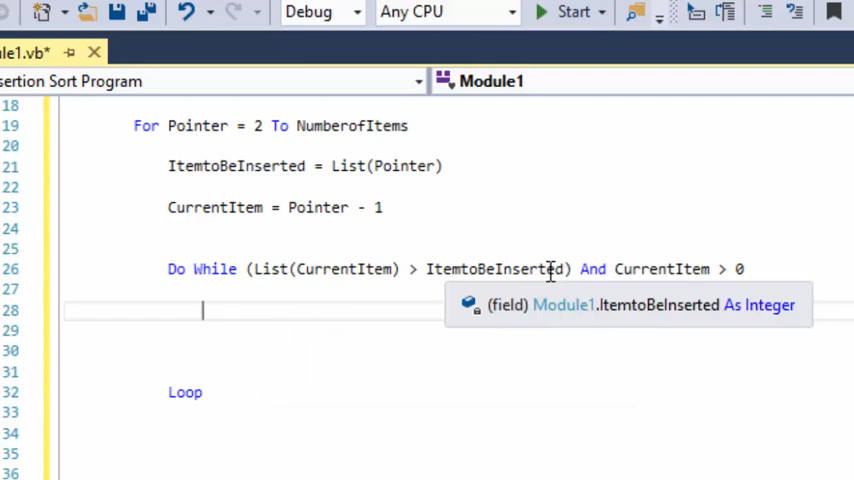 Debug Any CPU Start
le1.vb*
sertion Sort Program Module1
18
19 For Pointer = 2 To NumberofItems
20
21 ItemtoBeInserted = List(Pointer)
22
23 CurrentItem = Pointer - 1
24
25
26 Do While (List(CurrentItem) > ItemtoBeInserted) And CurrentItem > 0
27
(field) Module1.ItemtoBeInserted As Integer
28
29
30
31
32 Loop
33
34
35
36